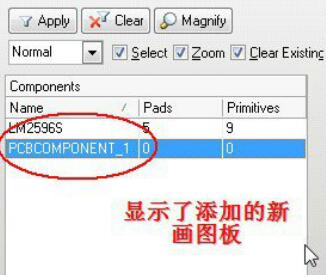 Apply Clear Magnify
Normal Select Zoom Clear Existing
Components
Name / Pads Primitives
LM2596S 5 9
PCBCOMPONENT_1 0 0
显示了添加的新
画图板